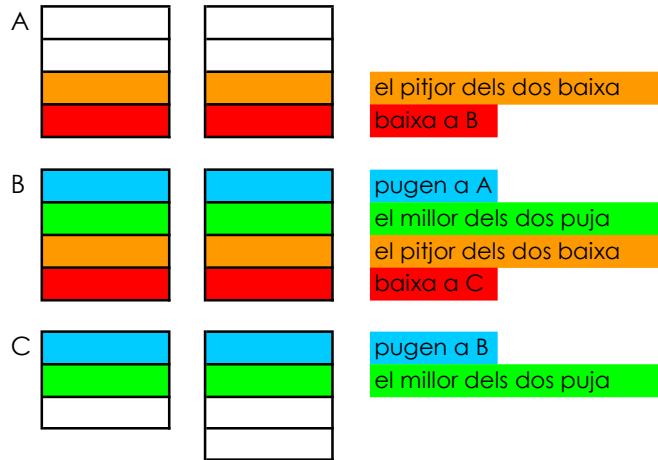 A
el pitjor dels dos baixa
baixa a B
B
pugen a A
el millor dels dos puja
el pitjor dels dos baixa
baixa a C
C
pugen a B
el millor dels dos puja